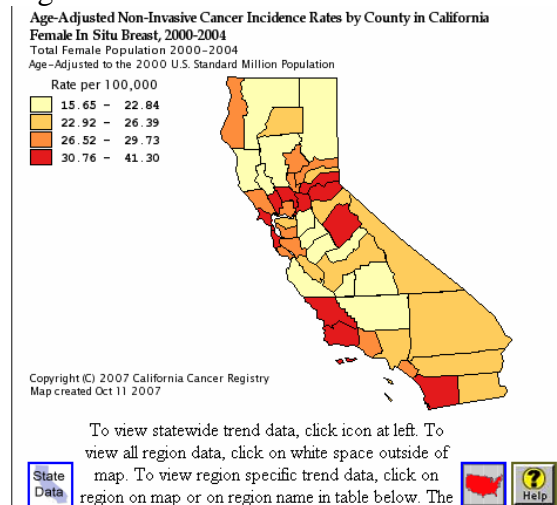 Age-Adjusted Non-Invasive Cancer Incidence Rates by County in California
Female In Situ Breast, 2000-2004
Total Female Population 2000-2004
Age-Adjusted to the 2000 U.S. Standard Million Population
Rate per 100,000
15.65 - 22.84
22.92 - 26.39
26.52 - 29.73
30.76 - 41.30
Copyright (C) 2007 California Cancer Registry
Map created Oct 11 2007
To view statewide trend data, click icon at left. To
view all region data, click on white space outside of
map. To view region specific trend data, click on
region on map or on region name in table below. The
State
Data
Help